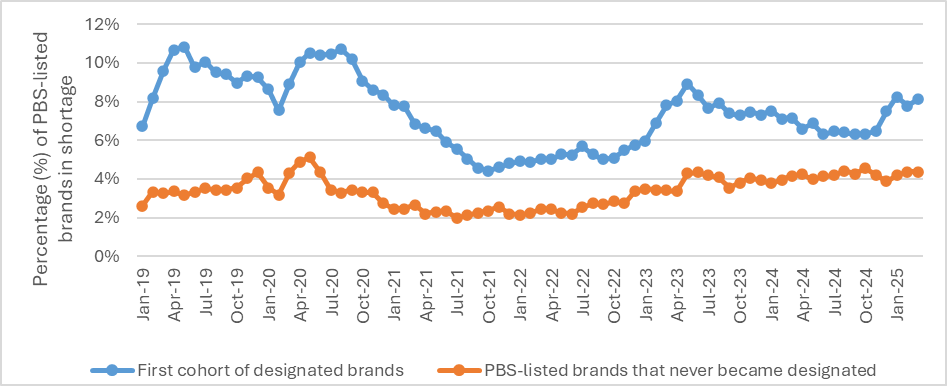 12%
10%
8%
6%
4%
2%
0%
Percentage (%) of PBS-listed
brands in shortage
Jan-19
Apr-19
Jul-19
Oct-19
Jan-20
Apr-20
Jul-20
Oct-20
Jan-21
Apr-21
Jul-21
Oct-21
Jan-22
Apr-22
Jul-22
Oct-22
Jan-23
Apr-23
Jul-23
Oct-23
Jan-24
Apr-24
Jul-24
Oct-24
Jan-25
First cohort of designated brands
PBS-listed brands that never became designated